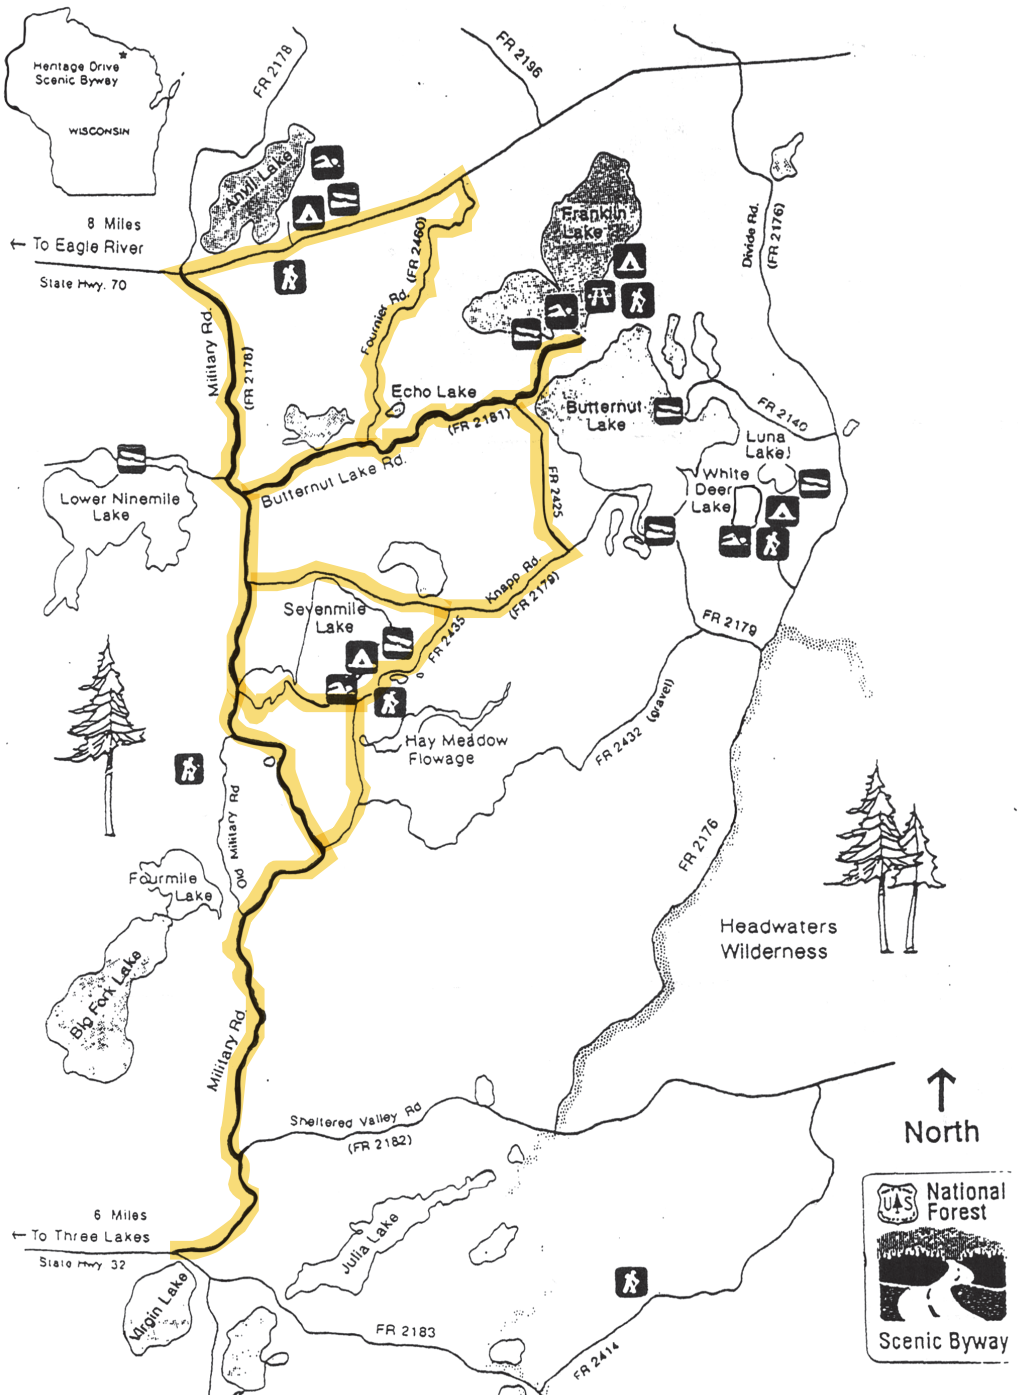 Heritage Drive
Scenic Byway
WISCONSIN
FR 2178
FR 2196
Anvil Lake
8 Miles
← To Eagle River
State Hwy. 70
Franklin
Lake
Divide Rd.
(FR 2176)
Military Rd.
(FR 2178)
Fournier Rd.
(FR 2460)
Echo Lake
(FR 2181)
Butternut Lake Rd.
Butternut
Lake
FR 2140
Luna
Lake
White
Deer
Lake
Lower Ninemile
Lake
FR 2425
Knapp Rd.
(FR 2179)
Sevenmile
Lake
FR 2435
FR 2179
FR 2432 (gravel)
Hay Meadow
Flowage
Old Military Rd
FR 2176
Fourmile
Lake
Big Fork Lake
Headwaters
Wilderness
Military Rd.
Sheltered Valley Rd
(FR 2182)
North
6 Miles
← To Three Lakes
State Hwy 32
Julia Lake
Virgin Lake
FR 2183
FR 2414
US
National
Forest
Scenic Byway